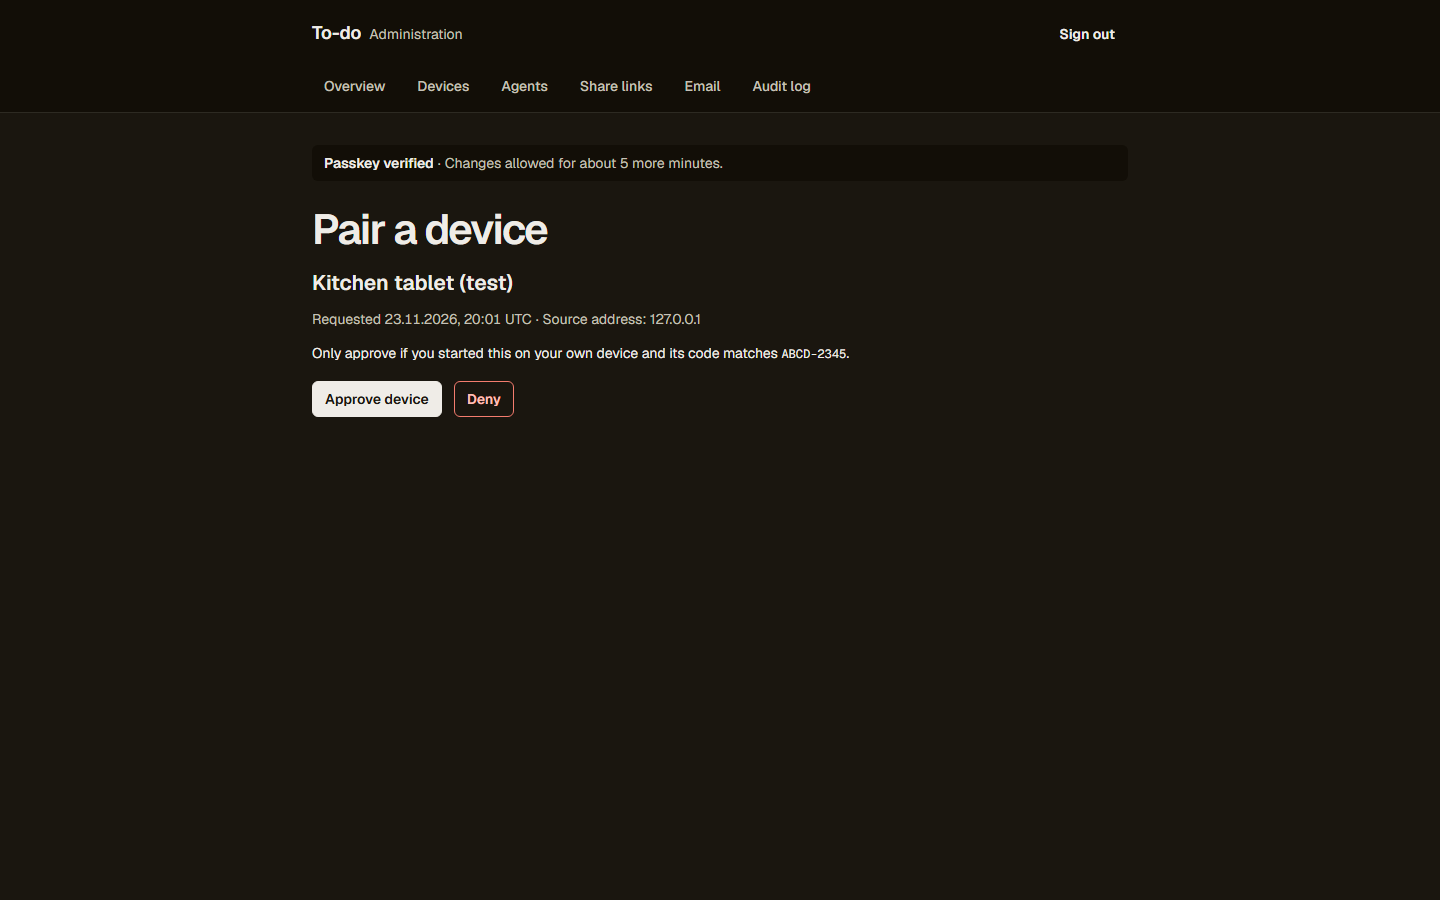 To-do Administration
Sign out
Overview Devices Agents Share links Email Audit log
Passkey verified · Changes allowed for about 5 more minutes.
Pair a device
Kitchen tablet (test)
Requested 23.11.2026, 20:01 UTC · Source address: 127.0.0.1
Only approve if you started this on your own device and its code matches ABCD-2345.
Approve device Deny